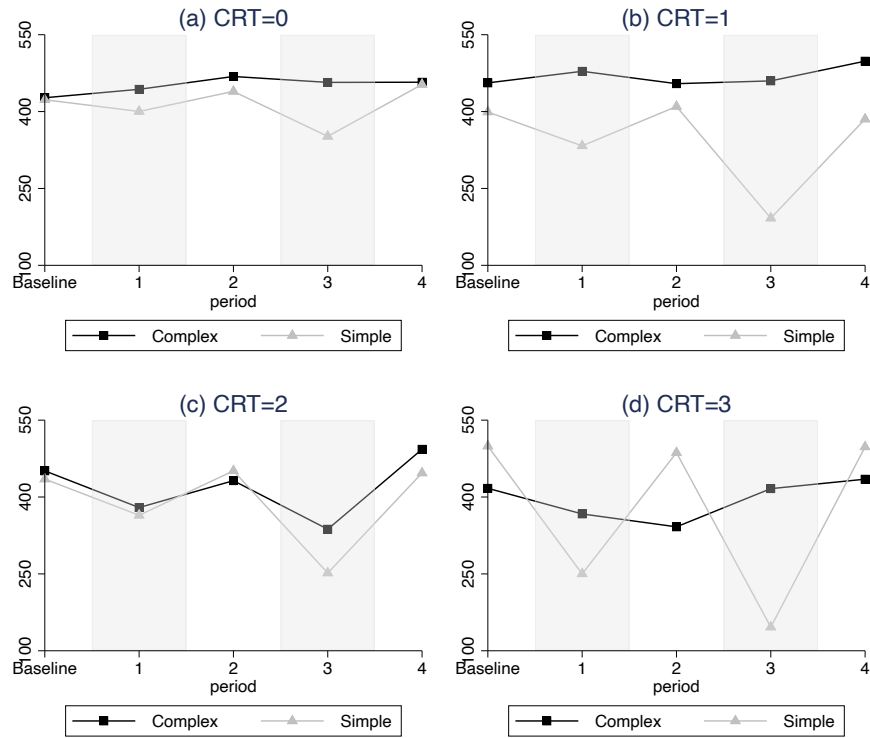 (a) CRT=0
550
400
250
100
Baseline 1 2 3 4
period
Complex Simple
(b) CRT=1
550
400
250
100
Baseline 1 2 3 4
period
Complex Simple
(c) CRT=2
550
400
250
100
Baseline 1 2 3 4
period
Complex Simple
(d) CRT=3
550
400
250
100
Baseline 1 2 3 4
period
Complex Simple